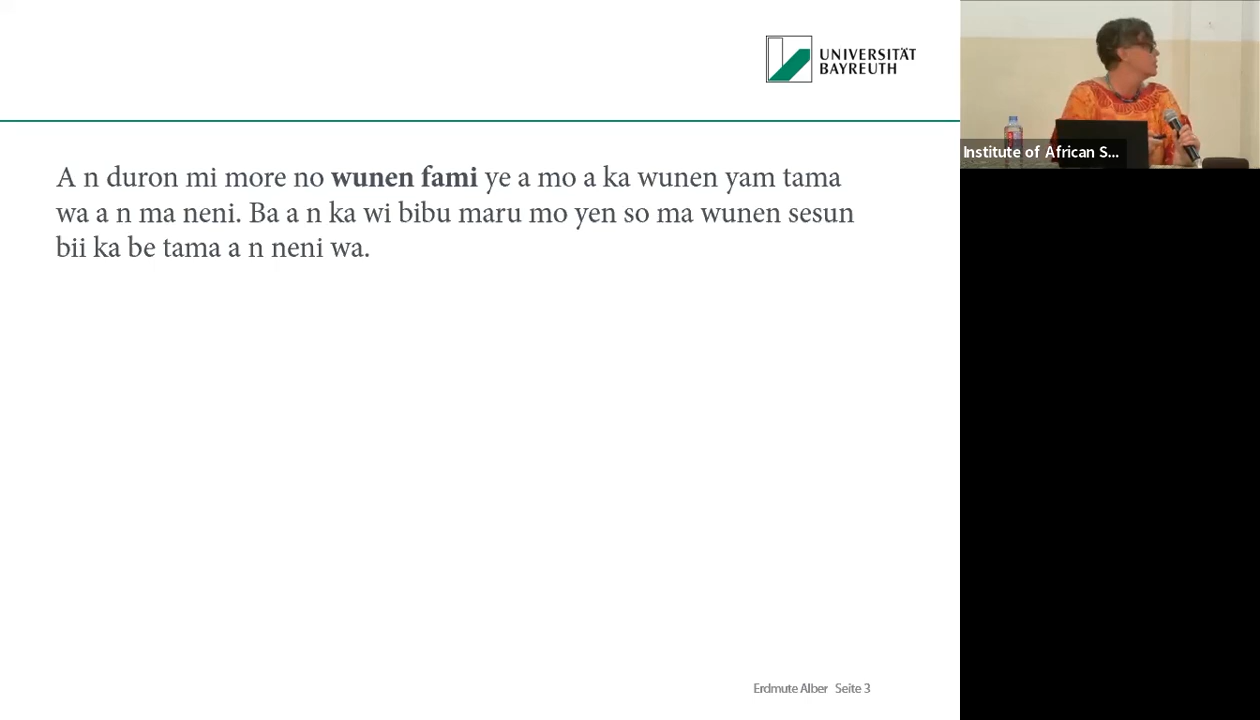 UNIVERSITÄT
BAYREUTH
Institute of African S...
A n duron mi more no wunen fami ye a mo a ka wunen yam tama
wa a n ma neni. Ba a n ka wi bibu maru mo yen so ma wunen sesun
bii ka be tama a n neni wa.
Erdmute Alber Seite 3